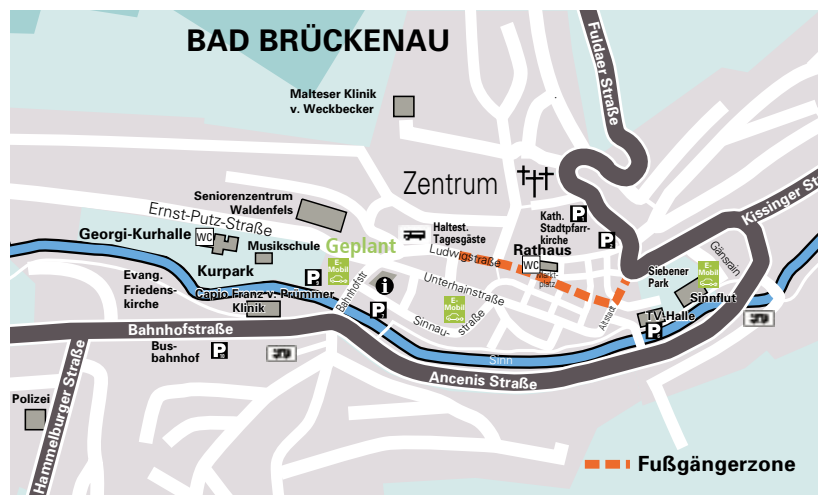 BAD BRÜCKENAU
Fuldaer Straße
Malteser Klinik
v. Weckbecker
Zentrum
Kissinger St
Seniorenzentrum
Waldenfels
Ernst-Putz-Straße
Kath.
Stadtpfarr-
kirche
P
P
Georgi-Kurhalle
WC
Musikschule
Geplant
Haltest.
Tagesgäste
Ludwigstraße
Rathaus
WC
Markt-
platz
Gänsrain
Siebener
Park
E-
Mobil
Sinnflut
Kurpark
P
E-
Mobil
Bahnhofstr.
i
Unterhainstraße
Evang.
Friedens-
kirche
Capio Franz v. Prümmer
Klinik
P
E-
Mobil
Sinnau-
straße
Altstadt
TV-Halle
P
Bahnhofstraße
Sinn
Bus-
bahnhof
P
Ancenis Straße
Hammelburger Straße
Polizei
Fußgängerzone